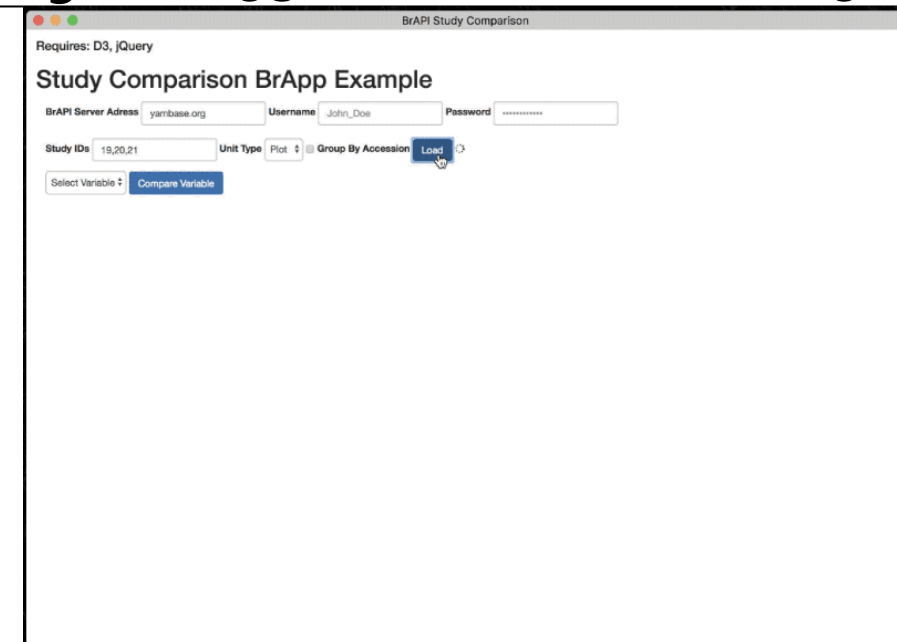 BrAPI Study Comparison
Requires: D3, jQuery
Study Comparison BrApp Example
BrAPI Server Adress yambase.org Username John_Doe Password ············
Study IDs 19,20,21 Unit Type Plot Group By Accession Load
Select Variable Compare Variable